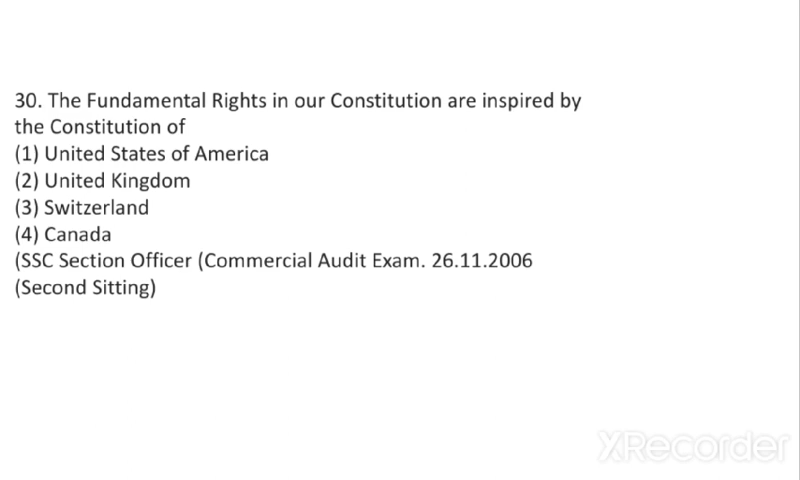 30. The Fundamental Rights in our Constitution are inspired by
the Constitution of
(1) United States of America
(2) United Kingdom
(3) Switzerland
(4) Canada
(SSC Section Officer (Commercial Audit Exam. 26.11.2006
(Second Sitting)
XRecorder